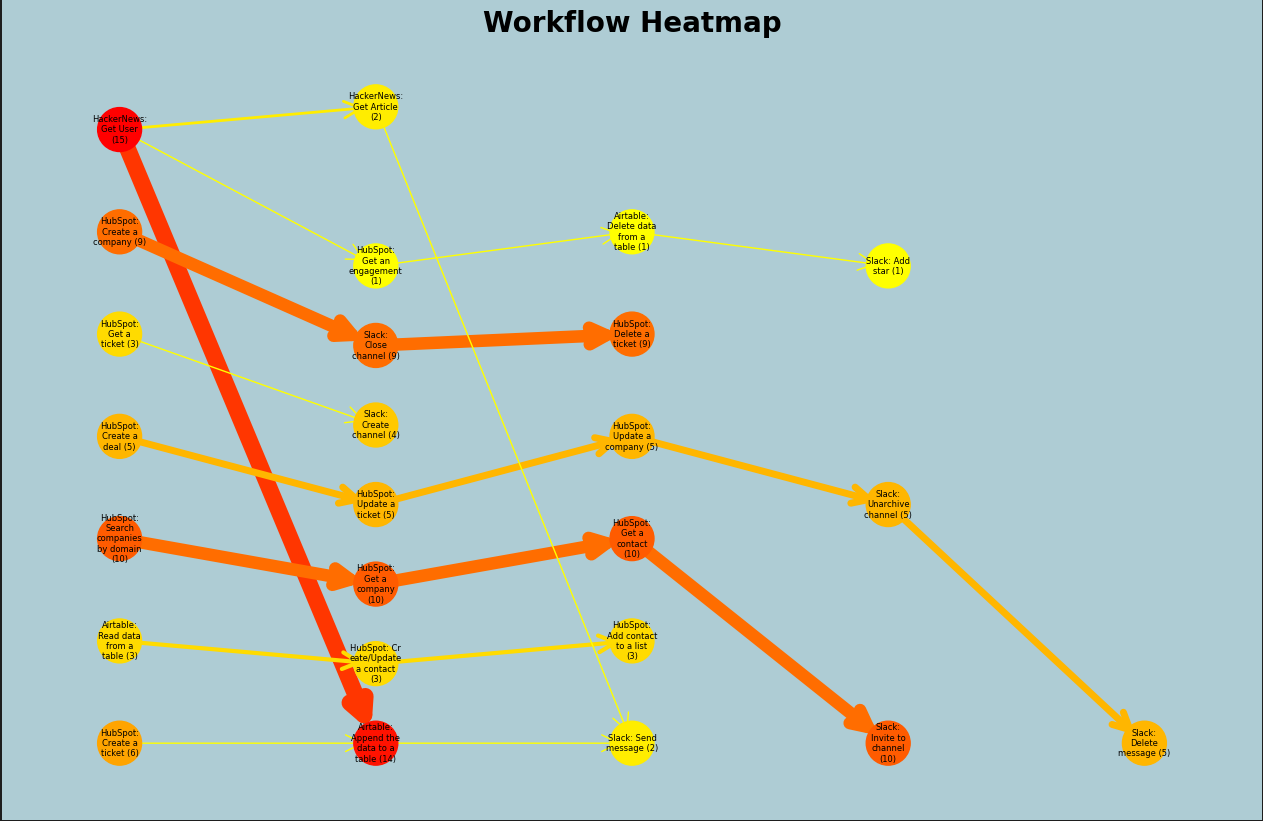 Workflow Heatmap
HackerNews:
Get User
(15)
HackerNews:
Get Article
(2)
HubSpot:
Create a
company (9)
HubSpot:
Get an
engagement
(1)
Airtable:
Delete data
from a
table (1)
Slack: Add
star (1)
HubSpot:
Get a
ticket (3)
Slack:
Close
channel (9)
HubSpot:
Delete a
ticket (9)
HubSpot:
Create a
deal (5)
Slack:
Create
channel (4)
HubSpot:
Update a
company (5)
HubSpot:
Search
companies
by domain
(10)
HubSpot:
Update a
ticket (5)
HubSpot:
Get a
contact
(10)
Slack:
Unarchive
channel (5)
HubSpot:
Get a
company
(10)
Airtable:
Read data
from a
table (3)
HubSpot: Cr
eate/Update
a contact
(3)
HubSpot:
Add contact
to a list
(3)
HubSpot:
Create a
ticket (6)
Airtable:
Append the
data to a
table (14)
Slack: Send
message (2)
Slack:
Invite to
channel
(10)
Slack:
Delete
message (5)